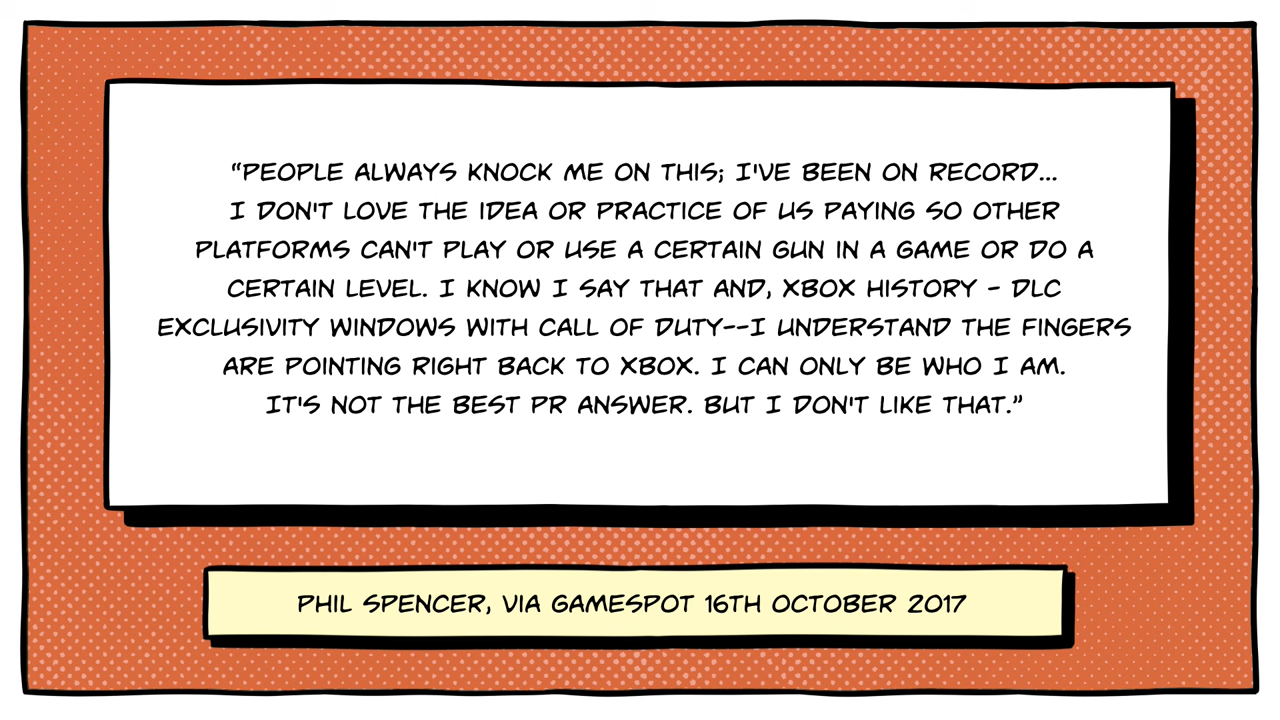 “PEOPLE ALWAYS KNOCK ME ON THIS; I'VE BEEN ON RECORD...
I DON'T LOVE THE IDEA OR PRACTICE OF US PAYING SO OTHER
PLATFORMS CAN'T PLAY OR USE A CERTAIN GUN IN A GAME OR DO A
CERTAIN LEVEL. I KNOW I SAY THAT AND, XBOX HISTORY - DLC
EXCLUSIVITY WINDOWS WITH CALL OF DUTY--I UNDERSTAND THE FINGERS
ARE POINTING RIGHT BACK TO XBOX. I CAN ONLY BE WHO I AM.
IT'S NOT THE BEST PR ANSWER. BUT I DON'T LIKE THAT.”
PHIL SPENCER, VIA GAMESPOT 16TH OCTOBER 2017